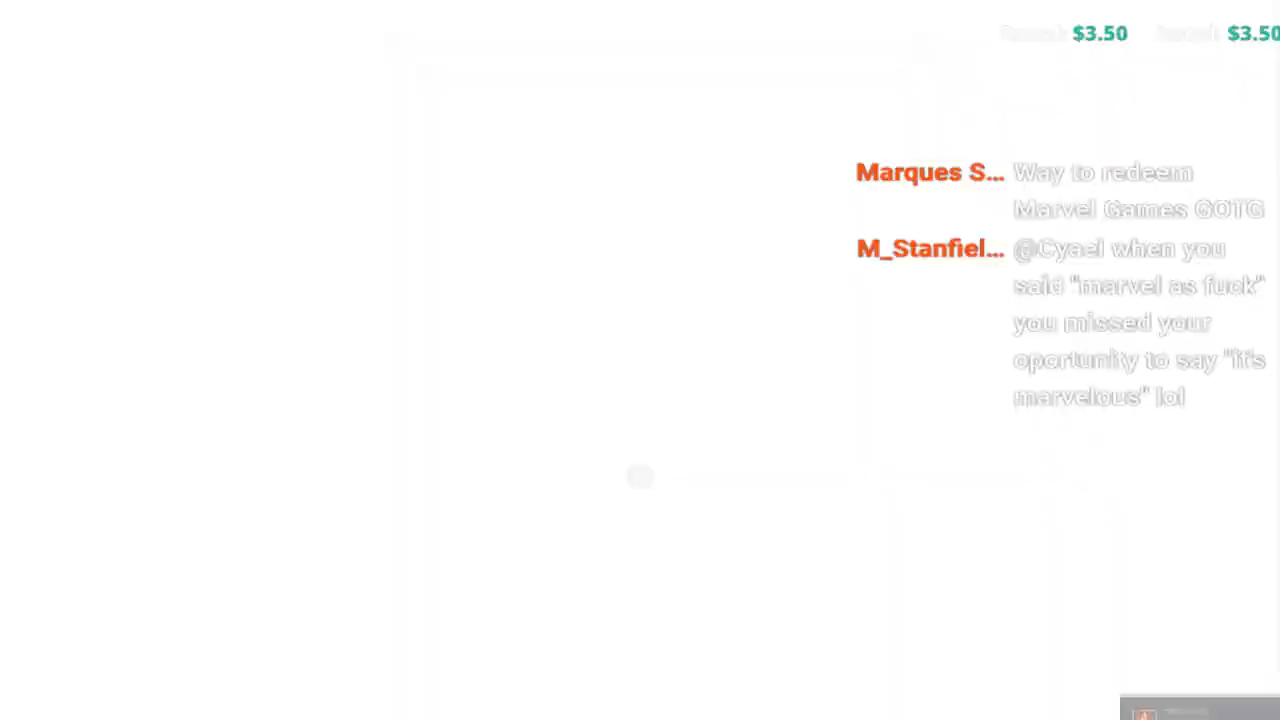 $3.50 $3.50
Marques S... Way to redeem
Marvel Games GOTG
M_Stanfiel... @Cyael when you
said "marvel as fuck"
you missed your
oportunity to say "it's
marvelous" lol